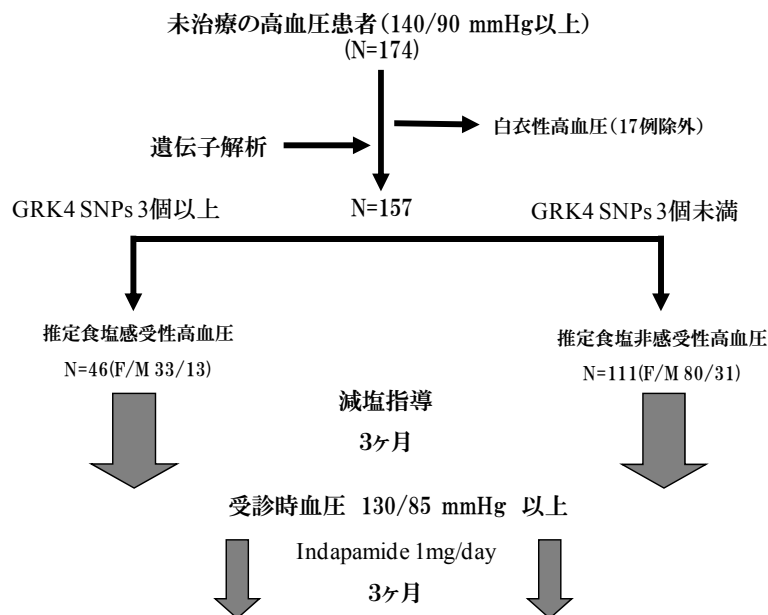 未治療の高血圧患者（140/90 mmHg以上）
(N=174)
白衣性高血圧（17例除外）
遺伝子解析
GRK4 SNPs 3個以上
N=157
GRK4 SNPs 3個未満
推定食塩感受性高血圧
N=46(F/M 33/13)
推定食塩非感受性高血圧
N=111(F/M 80/31)
減塩指導
3ヶ月
受診時血圧 130/85 mmHg 以上
Indapamide 1mg/day
3ヶ月